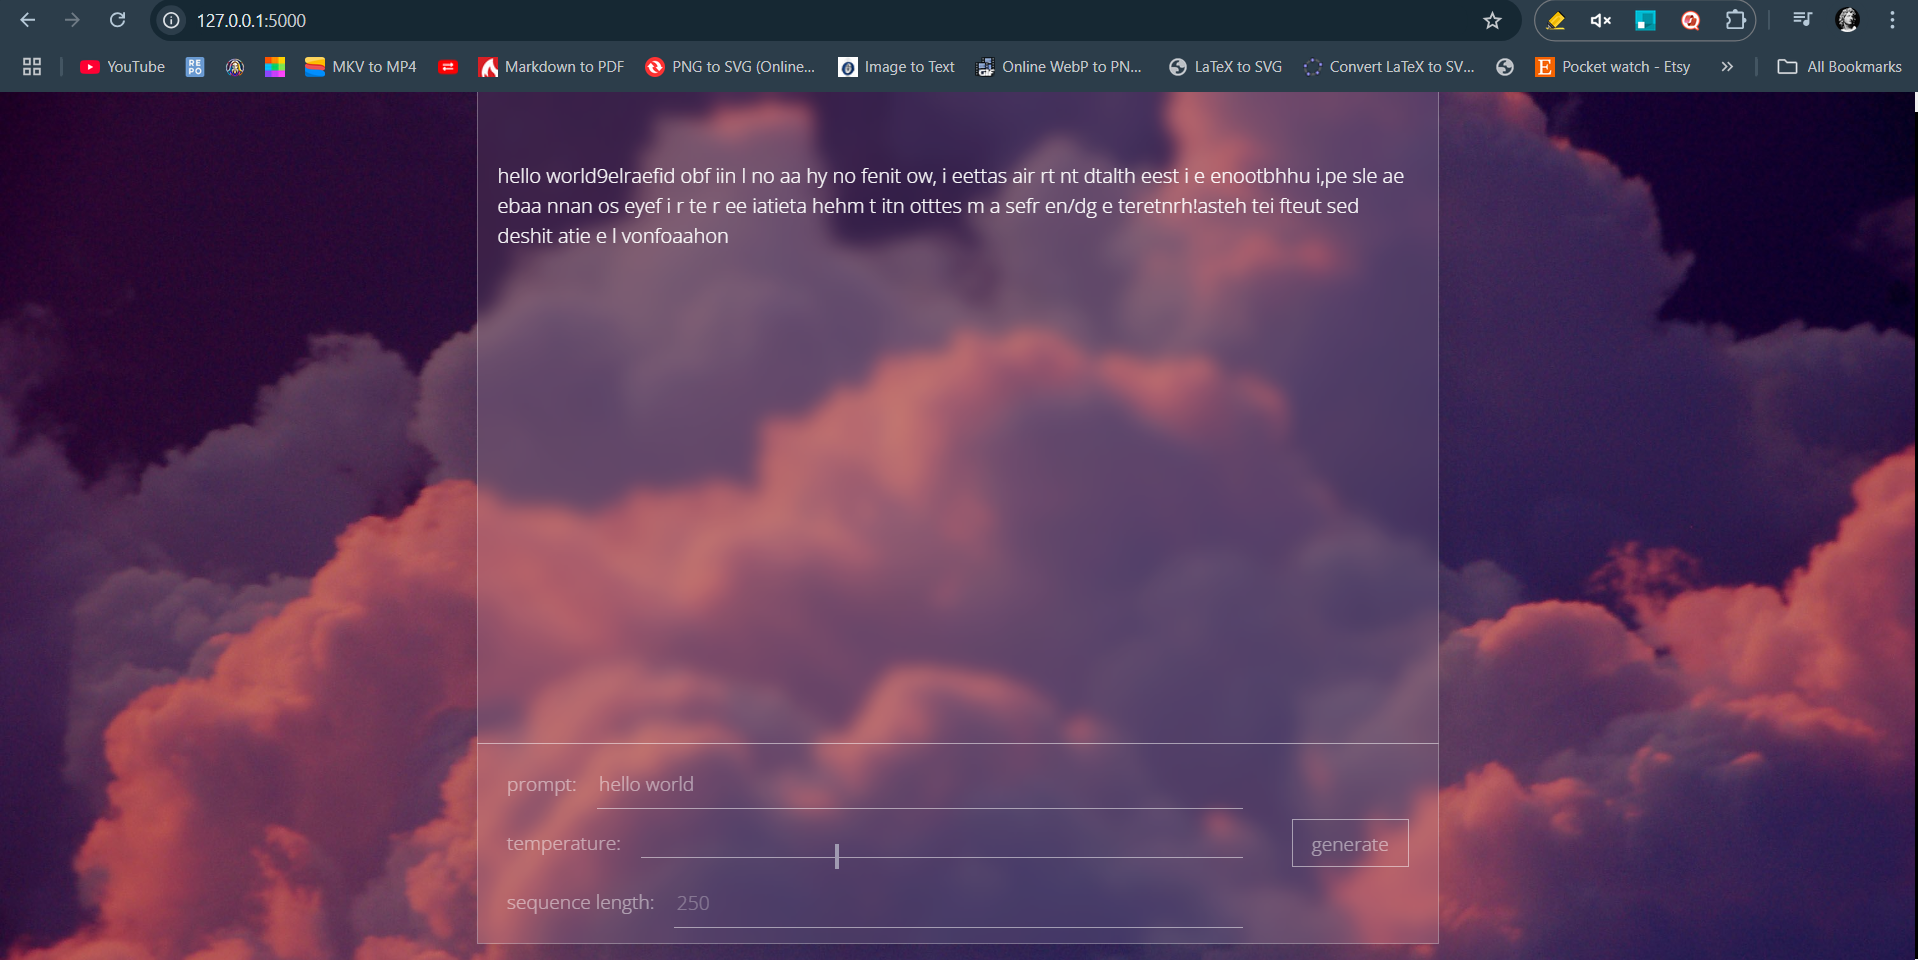 127.0.0.1:5000
YouTube
RE
PO
MKV to MP4
Markdown to PDF
PNG to SVG (Online...
Image to Text
GIF
Online WebP to PN...
LaTeX to SVG
Convert LaTeX to SV...
E
Pocket watch - Etsy
All Bookmarks
hello world9elraefid obf iin l no aa hy no fenit ow, i eettas air rt nt dtalth eest i e enootbhhu i,pe sle ae
ebaa nnan os eyef i r te r ee iatieta hehm t itn otttes m a sefr en/dg e teretnrh!asteh tei fteut sed
deshit atie e l vonfoaahon
prompt: hello world
temperature:
generate
sequence length: 250